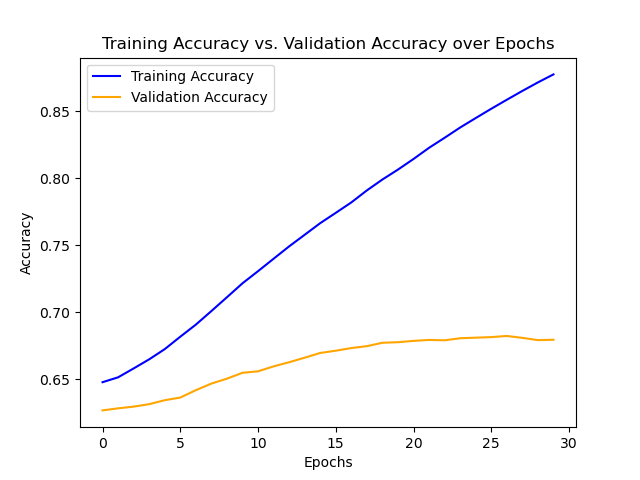 Training Accuracy vs. Validation Accuracy over Epochs
Training Accuracy
Validation Accuracy
Accuracy
0.85
0.80
0.75
0.70
0.65
0 5 10 15 20 25 30
Epochs